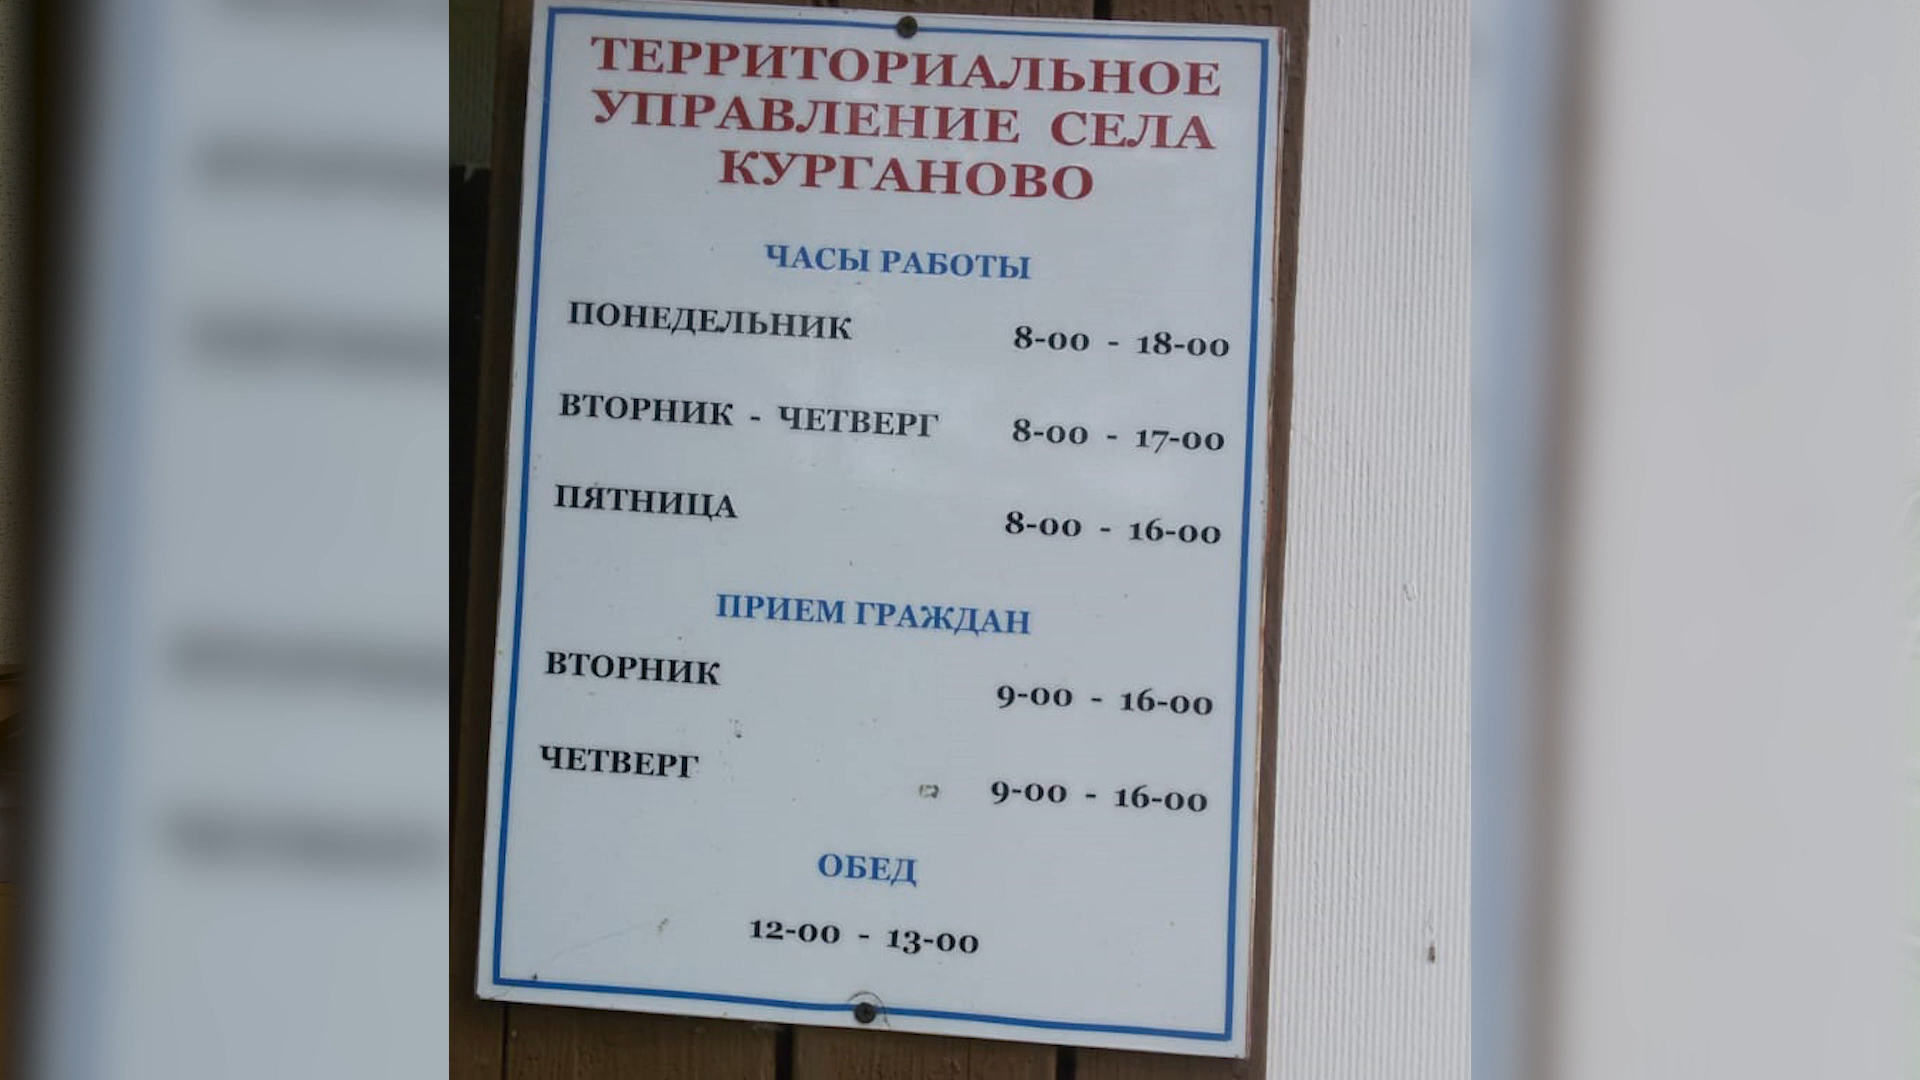 ТЕРРИТОРИАЛЬНОЕ
УПРАВЛЕНИЕ СЕЛА
КУРГАНОВО
ЧАСЫ РАБОТЫ
ПОНЕДЕЛЬНИК 8-00 - 18-00
ВТОРНИК - ЧЕТВЕРГ 8-00 - 17-00
ПЯТНИЦА 8-00 - 16-00
ПРИЕМ ГРАЖДАН
ВТОРНИК 9-00 - 16-00
ЧЕТВЕРГ 9-00 - 16-00
ОБЕД
12-00 - 13-00